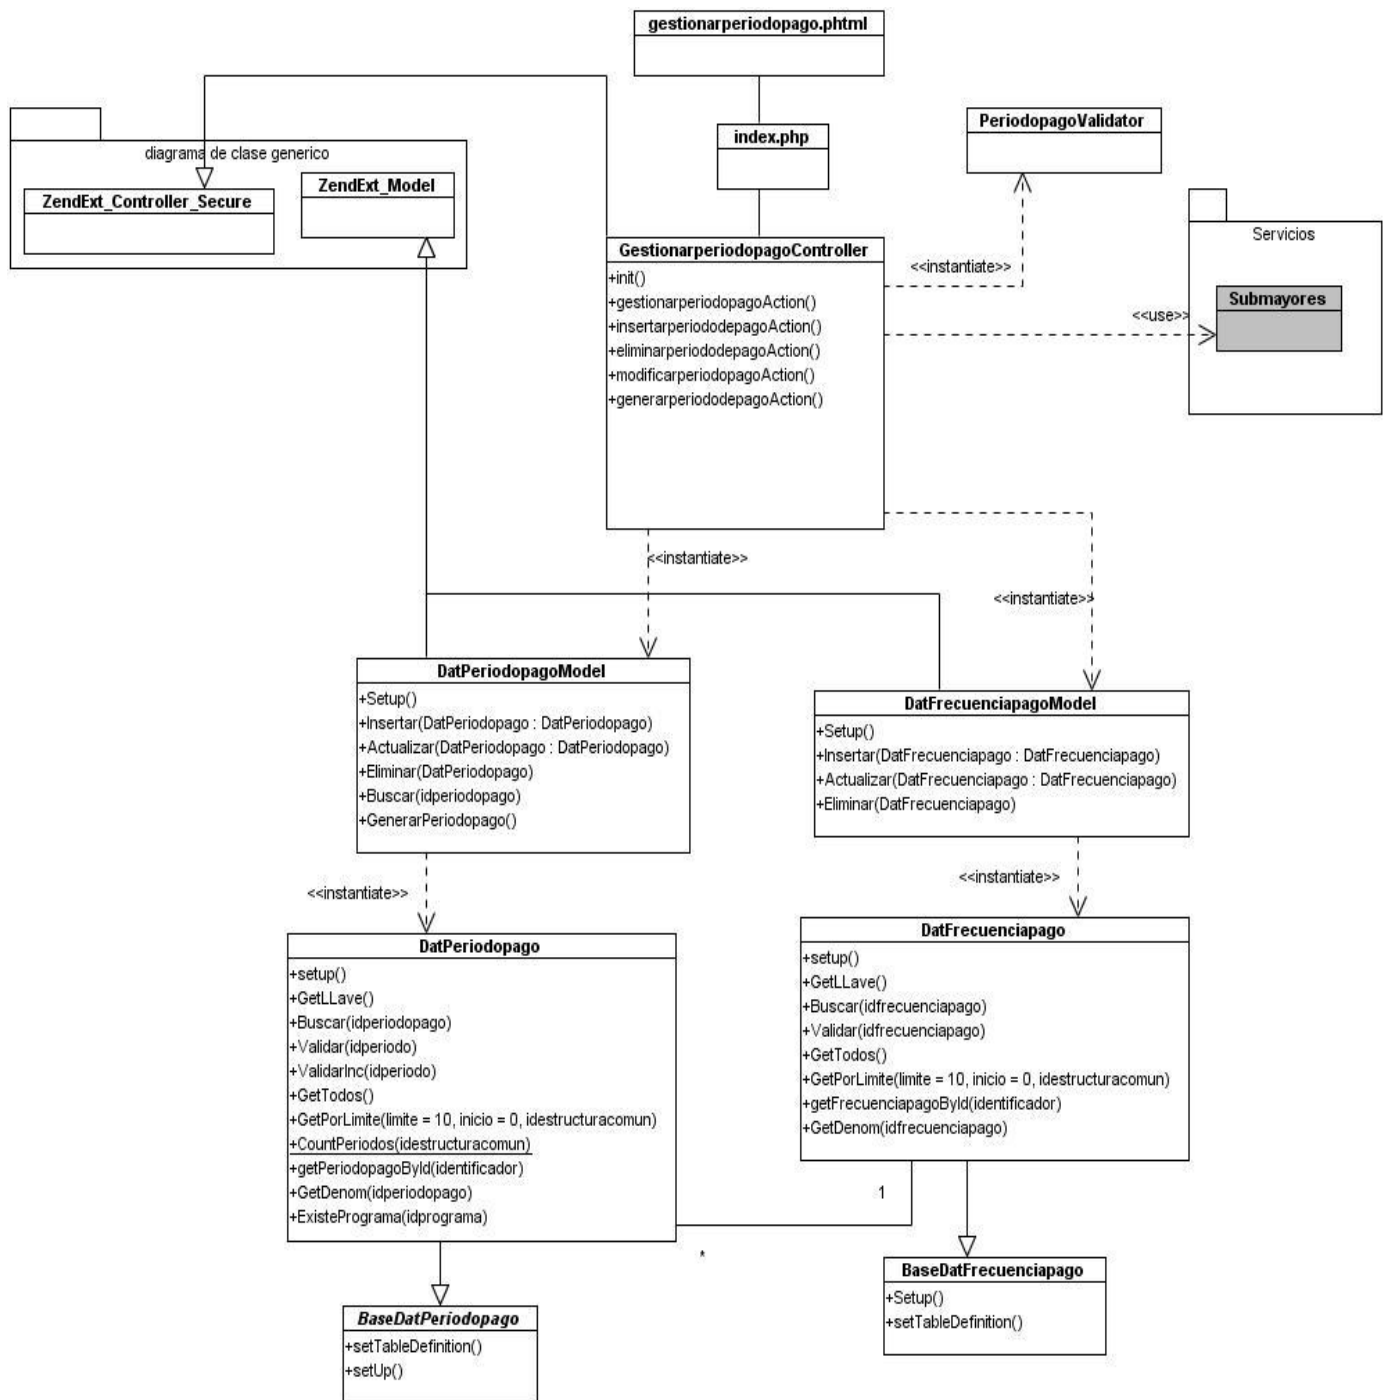 gestionarperiodopago.phtml
index.php
PeriodopagoValidator
diagrama de clase generico
ZendExt_Controller_Secure
ZendExt_Model
Servicios
Submayores
GestionarperiodopagoController
+init()
+gestionarperiodopagoAction()
+insertarperiododepagoAction()
+eliminarperiododepagoAction()
+modificarperiodopagoAction()
+generarperiododepagoAction()
<<instantiate>>
<<use>>
<<instantiate>>
<<instantiate>>
DatPeriodopagoModel
+Setup()
+Insertar(DatPeriodopago : DatPeriodopago)
+Actualizar(DatPeriodopago : DatPeriodopago)
+Eliminar(DatPeriodopago)
+Buscar(idperiodopago)
+GenerarPeriodopago()
DatFrecuenciapagoModel
+Setup()
+Insertar(DatFrecuenciapago : DatFrecuenciapago)
+Actualizar(DatFrecuenciapago : DatFrecuenciapago)
+Eliminar(DatFrecuenciapago)
<<instantiate>>
<<instantiate>>
DatPeriodopago
+setup()
+GetLLave()
+Buscar(idperiodopago)
+Validar(idperiodo)
+ValidarInc(idperiodo)
+GetTodos()
+GetPorLimite(limite = 10, inicio = 0, idestructuracomun)
+CountPeriodos(idestructuracomun)
+getPeriodopagoById(identificador)
+GetDenom(idperiodopago)
+ExistePrograma(idprograma)
DatFrecuenciapago
+setup()
+GetLLave()
+Buscar(idfrecuenciapago)
+Validar(idfrecuenciapago)
+GetTodos()
+GetPorLimite(limite = 10, inicio = 0, idestructuracomun)
+getFrecuenciapagoById(identificador)
+GetDenom(idfrecuenciapago)
1
*
BaseDatPeriodopago
+setTableDefinition()
+setUp()
BaseDatFrecuenciapago
+Setup()
+setTableDefinition()